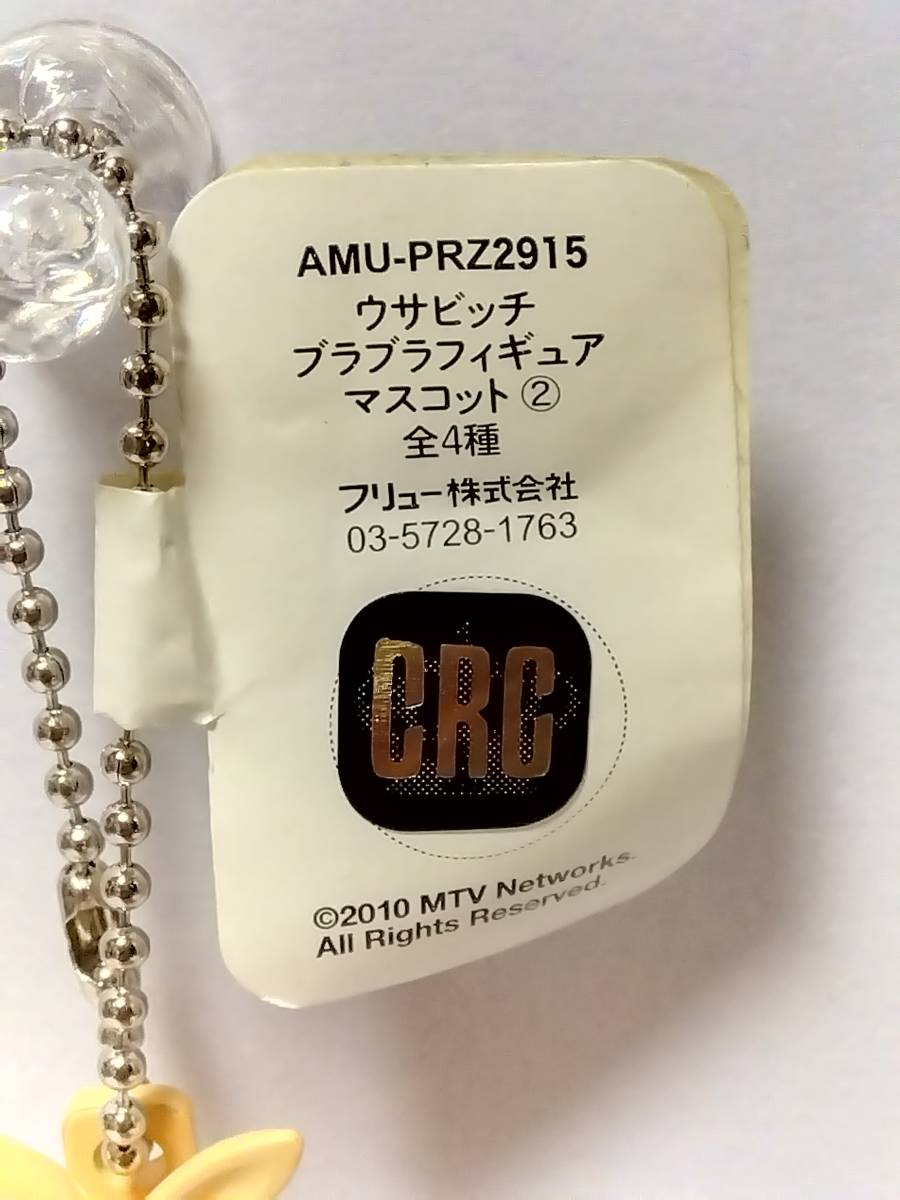 AMU-PRZ2915
ウサビッチ
ブラブラフィギュア
マスコット ②
全4種
フリュー株式会社
03-5728-1763
CRC
©2010 MTV Networks.
All Rights Reserved.